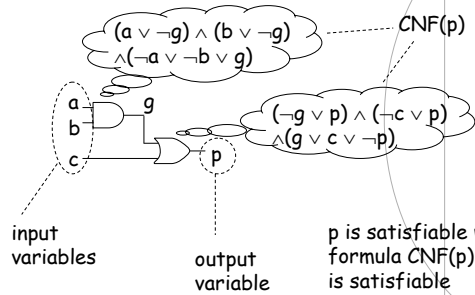 CNF(p)
(a ∨ ¬g) ∧ (b ∨ ¬g)
∧(¬a ∨ ¬b ∨ g)
a
g
b
(¬g ∨ p) ∧ (¬c ∨ p)
∧(g ∨ c ∨ ¬p)
c
p
input
variables
output
variable
p is satisfiable
formula CNF(p)
is satisfiable